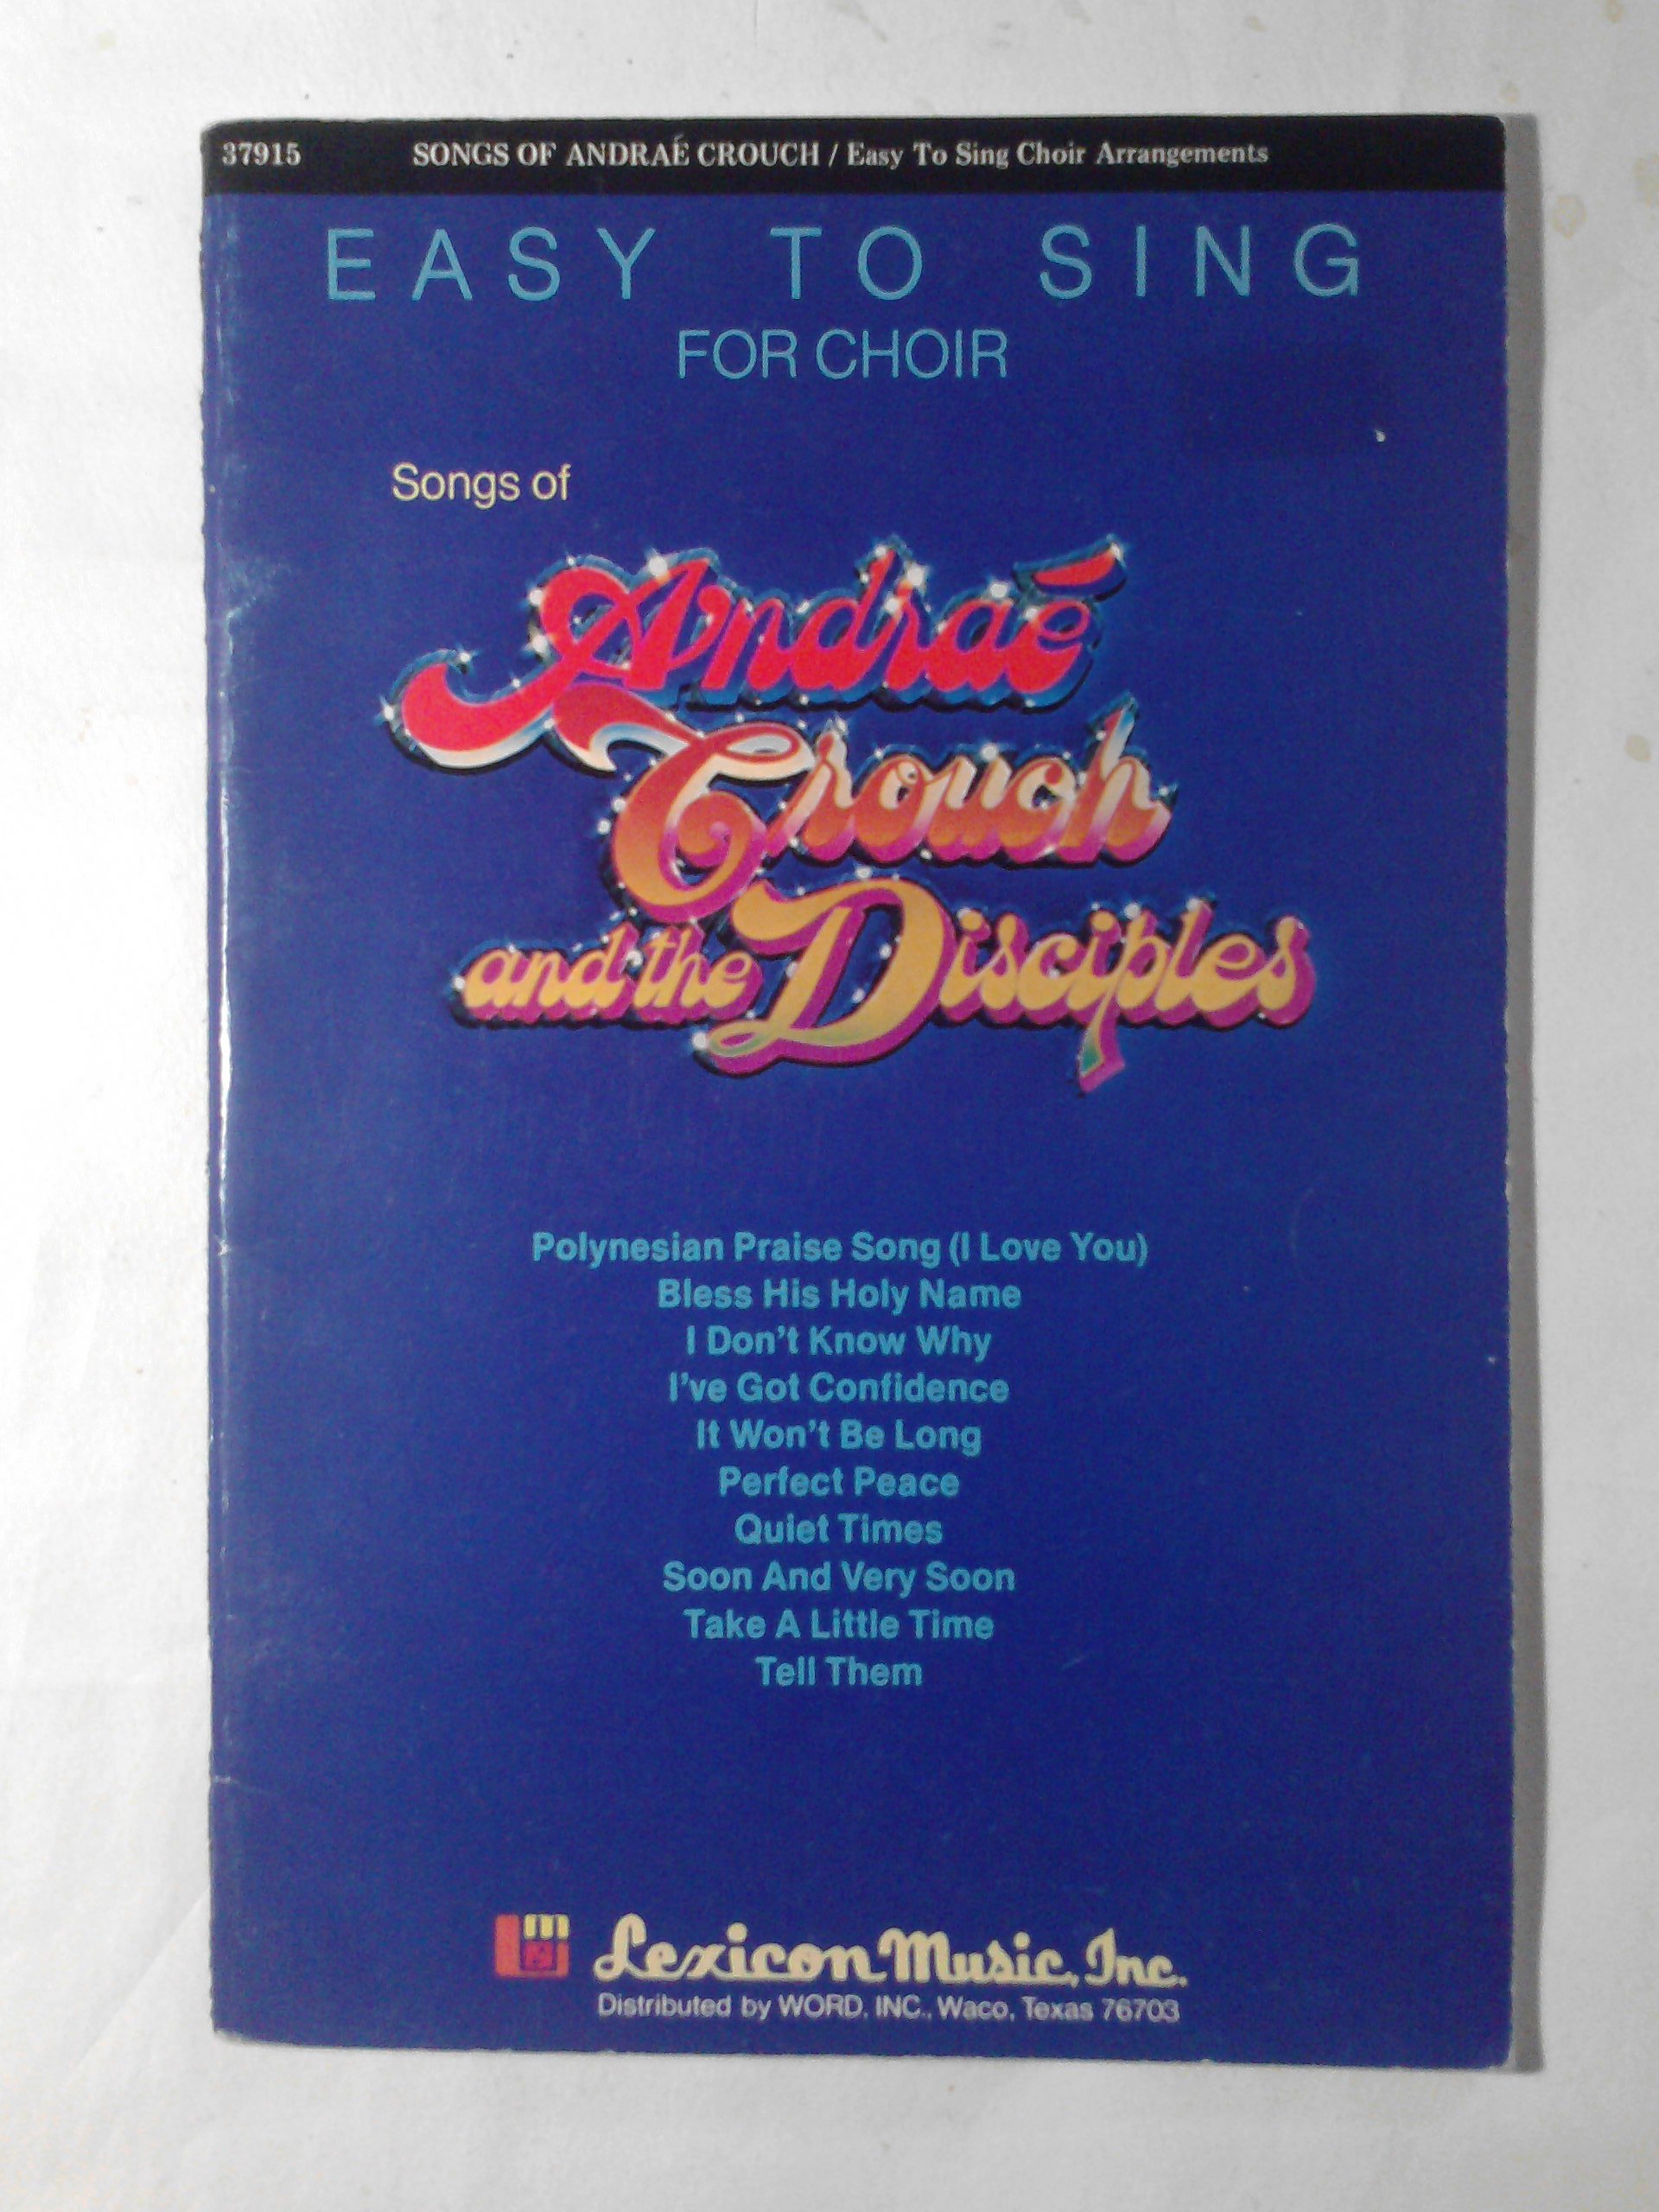 37915 SONGS OF ANDRAÉ CROUCH / Easy To Sing Choir Arrangements
EASY TO SING
FOR CHOIR
Songs of
Andraé
Crouch
and the Disciples
Polynesian Praise Song (I Love You)
Bless His Holy Name
I Don't Know Why
I've Got Confidence
It Won't Be Long
Perfect Peace
Quiet Times
Soon And Very Soon
Take A Little Time
Tell Them
Lexicon Music, Inc.
Distributed by WORD, INC., Waco, Texas 76703